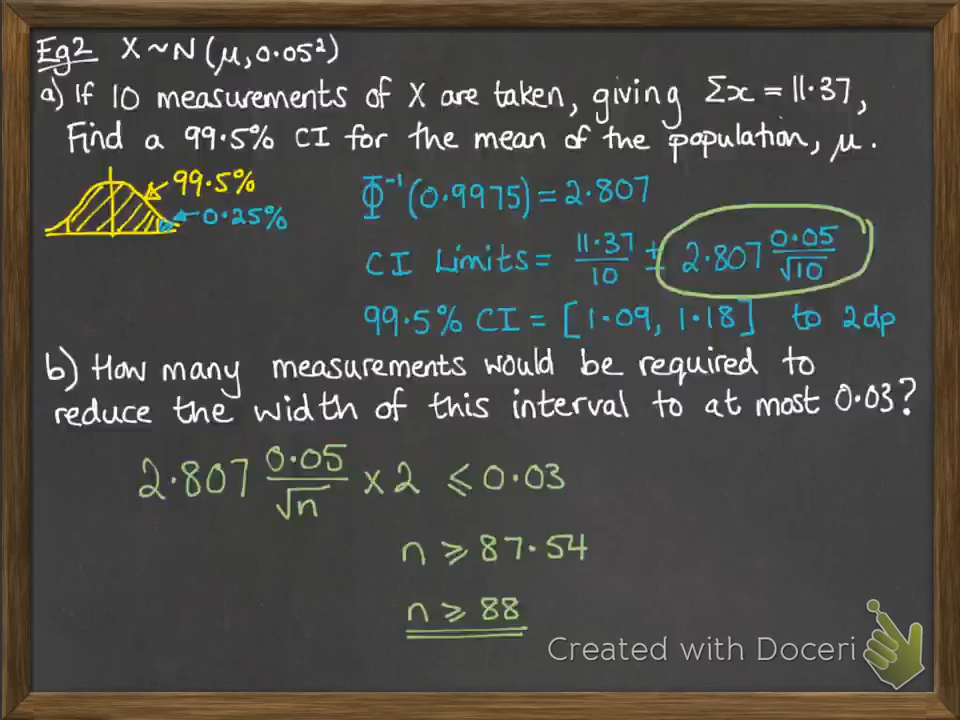 Eg2 X ~ N (μ, 0.05²)
a) If 10 measurements of X are taken, giving Σx = 11.37,
Find a 99.5% CI for the mean of the population, μ.
99.5%
0.25%
Φ⁻¹(0.9975) = 2.807
CI Limits = 11.37/10 ± 2.807 0.05/√10
99.5% CI = [1.09, 1.18] to 2dp
b) How many measurements would be required to
reduce the width of this interval to at most 0.03?
2.807 0.05/√n × 2 ⩽ 0.03
n ⩾ 87.54
n ⩾ 88
Created with Doceri